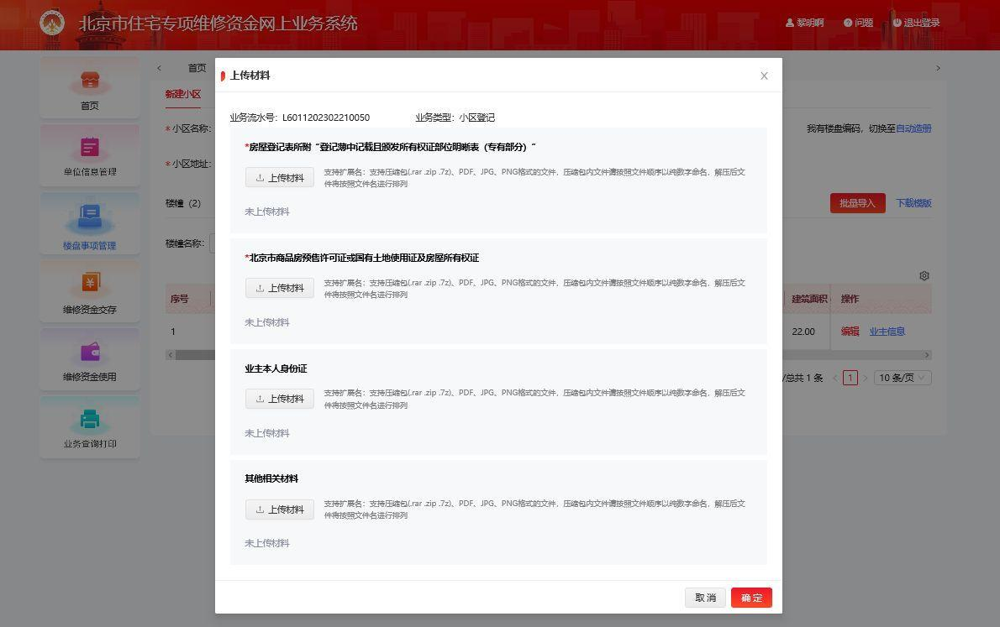 北京市住宅专项维修资金网上业务系统
黎明啊 问题 退出登录
首页
单位信息管理
楼盘事项管理
维修资金交存
维修资金使用
业务查询打印
首页
新建小区
*小区名称:
我有楼盘编码，切换至自动造册
*小区地址:
楼幢（2）
批量导入 下载模版
楼幢名称:
序号 建筑面积 操作
1 22.00 编辑 业主信息
/总共 1 条 1 10 条/页
上传材料
业务流水号：L6011202302210050 业务类型：小区登记
*房屋登记表所附“登记薄中记载且颁发所有权证部位明晰表（专有部分）”
上传材料
支持扩展名：支持压缩包(.rar .zip .7z)、PDF、JPG、PNG格式的文件，压缩包内文件请按照文件顺序以纯数字命名，解压后文
件将按照文件名进行排列
未上传材料
*北京市商品房预售许可证或国有土地使用证及房屋所有权证
上传材料
支持扩展名：支持压缩包(.rar .zip .7z)、PDF、JPG、PNG格式的文件，压缩包内文件请按照文件顺序以纯数字命名，解压后文
件将按照文件名进行排列
未上传材料
业主本人身份证
上传材料
支持扩展名：支持压缩包(.rar .zip .7z)、PDF、JPG、PNG格式的文件，压缩包内文件请按照文件顺序以纯数字命名，解压后文
件将按照文件名进行排列
未上传材料
其他相关材料
上传材料
支持扩展名：支持压缩包(.rar .zip .7z)、PDF、JPG、PNG格式的文件，压缩包内文件请按照文件顺序以纯数字命名，解压后文
件将按照文件名进行排列
未上传材料
取消 确定